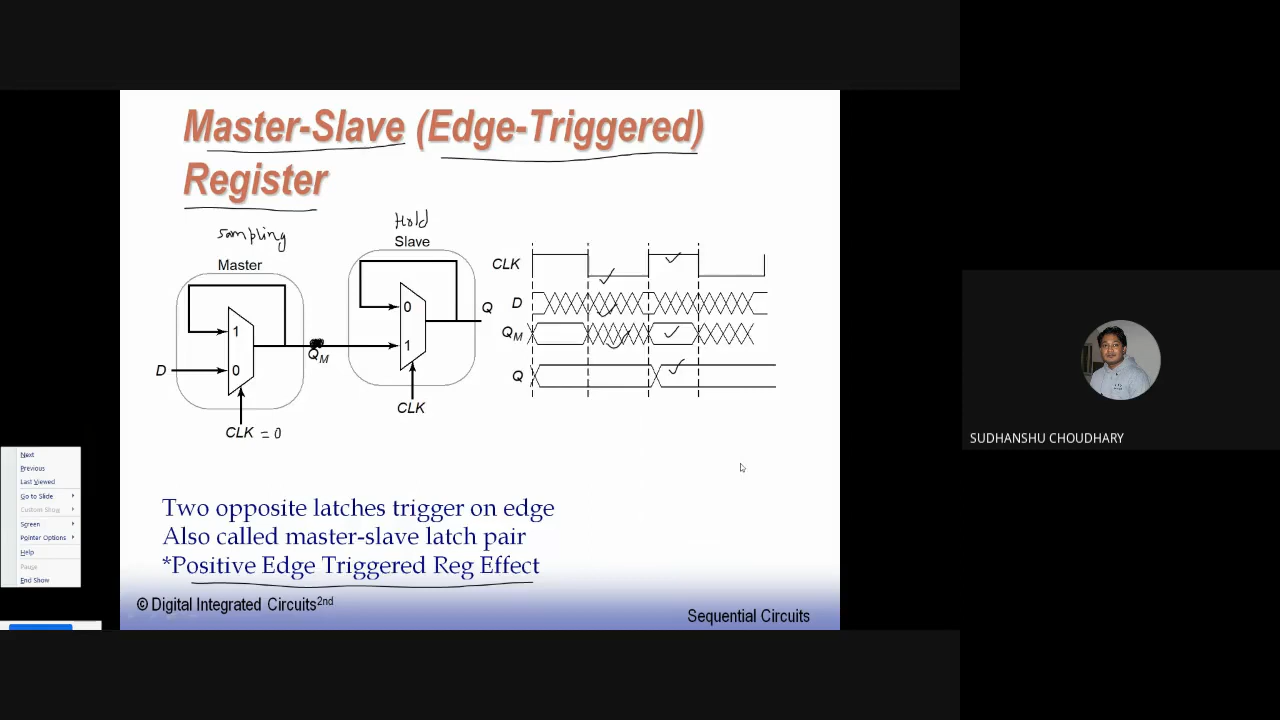 Master-Slave (Edge-Triggered)
Register
Sampling
Master
1
D
0
CLK = 0
QM
Hold
Slave
0
1
Q
CLK
CLK
D
QM
Q
Two opposite latches trigger on edge
Also called master-slave latch pair
*Positive Edge Triggered Reg Effect
© Digital Integrated Circuits2nd
Sequential Circuits
Next
Previous
Last Viewed
Go to Slide
Custom Show
Screen
Pointer Options
Help
Pause
End Show
SUDHANSHU CHOUDHARY